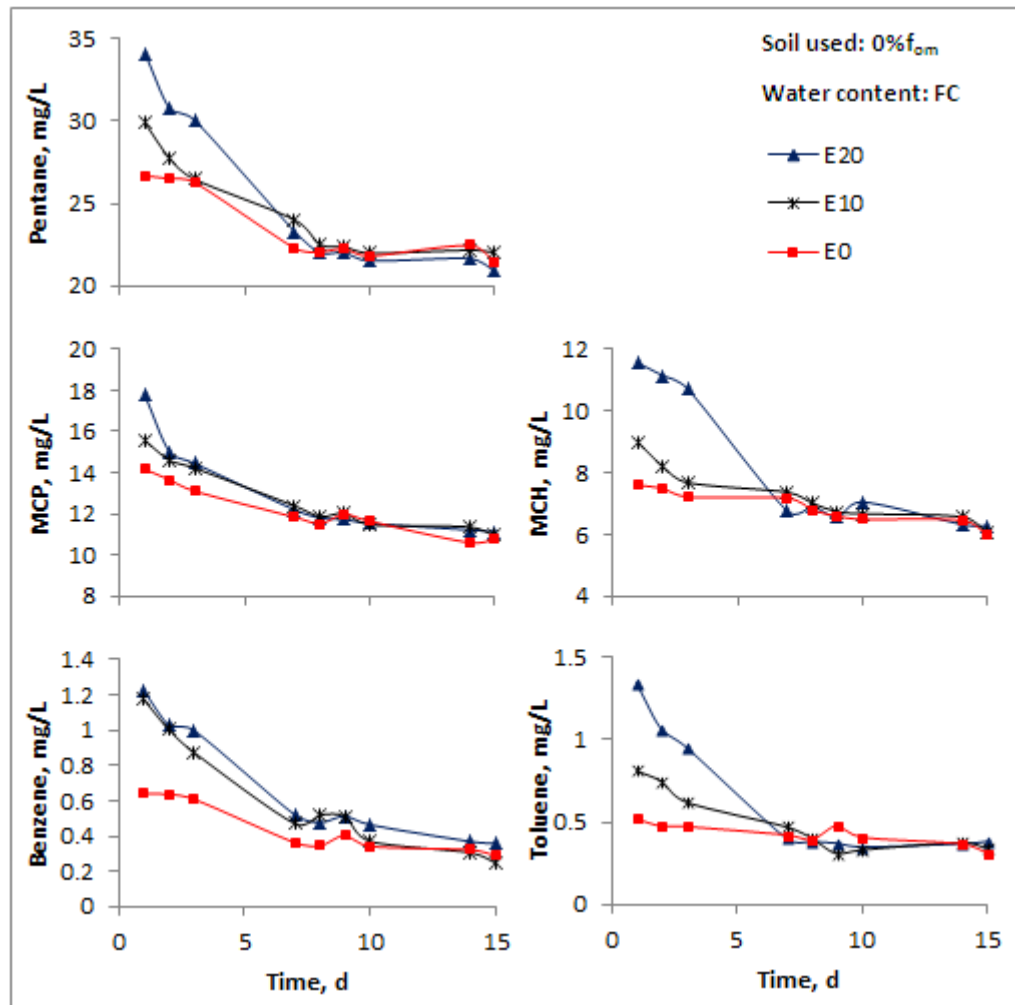 Pentane, mg/L
35
30
25
20
Soil used: 0%fom
Water content: FC
E20
E10
E0
MCP, mg/L
20
18
16
14
12
10
8
MCH, mg/L
12
10
8
6
4
Benzene, mg/L
1.4
1.2
1
0.8
0.6
0.4
0.2
0
0 5 10 15
Time, d
Toluene, mg/L
1.5
1
0.5
0
0 5 10 15
Time, d